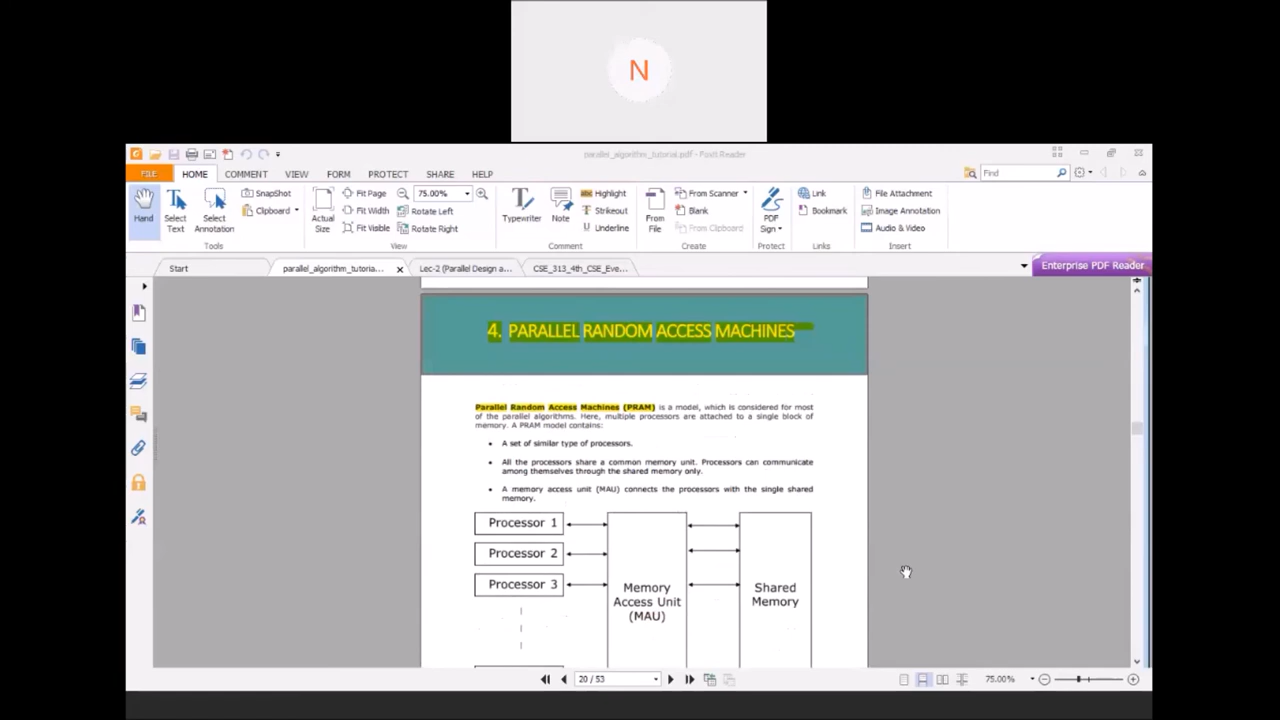 N
parallel_algorithm_tutorial.pdf - Foxit Reader
FILE HOME COMMENT VIEW FORM PROTECT SHARE HELP
Find
Hand
Select Text
Select Annotation
SnapShot
Clipboard
Tools
Actual Size
Fit Page
Fit Width
Fit Visible
75.00%
Rotate Left
Rotate Right
View
Typewriter
Note
Highlight
Strikeout
Underline
Comment
From File
From Scanner
Blank
From Clipboard
Create
PDF Sign
Protect
Link
Bookmark
Links
File Attachment
Image Annotation
Audio & Video
Insert
Start
parallel_algorithm_tutoria...
Lec-2 (Parallel Design a...
CSE_313_4th_CSE_Eve...
Enterprise PDF Reader
4. PARALLEL RANDOM ACCESS MACHINES
Parallel Random Access Machines (PRAM) is a model, which is considered for most
of the parallel algorithms. Here, multiple processors are attached to a single block of
memory. A PRAM model contains:
• A set of similar type of processors.
• All the processors share a common memory unit. Processors can communicate
among themselves through the shared memory only.
• A memory access unit (MAU) connects the processors with the single shared
memory.
Processor 1
Processor 2
Processor 3
Memory
Access Unit
(MAU)
Shared
Memory
20 / 53
75.00%